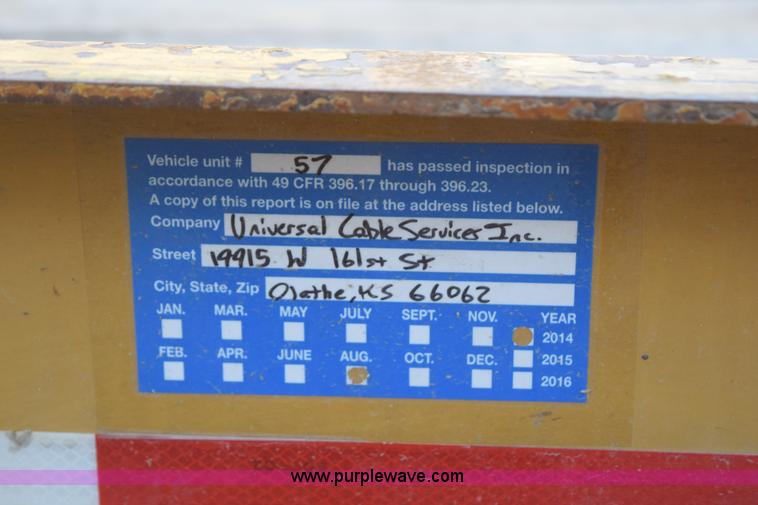 Vehicle unit # 57 has passed inspection in
accordance with 49 CFR 396.17 through 396.23.
A copy of this report is on file at the address listed below.
Company Universal Cable Services Inc.
Street 19915 W 161st St
City, State, Zip Olathe, KS 66062
JAN. MAR. MAY JULY SEPT. NOV. YEAR
2014
FEB. APR. JUNE AUG. OCT. DEC. 2015
2016
www.purplewave.com